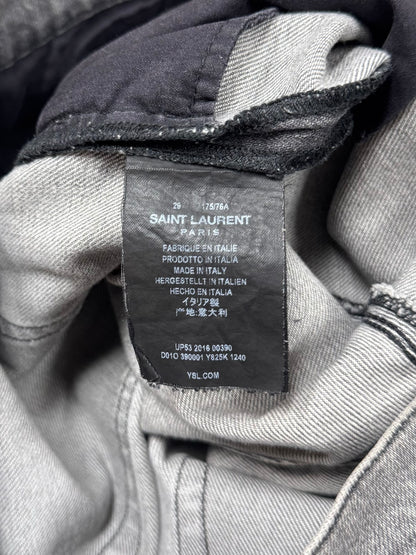 29 175/76A
SAINT LAURENT
PARIS
FABRIQUE EN ITALIE
PRODOTTO IN ITALIA
MADE IN ITALY
HERGESTELLT IN ITALIEN
HECHO EN ITALIA
イタリア製
产地:意大利
UP53 2016 00390
D01O 390001 Y825K 1240
YSL.COM